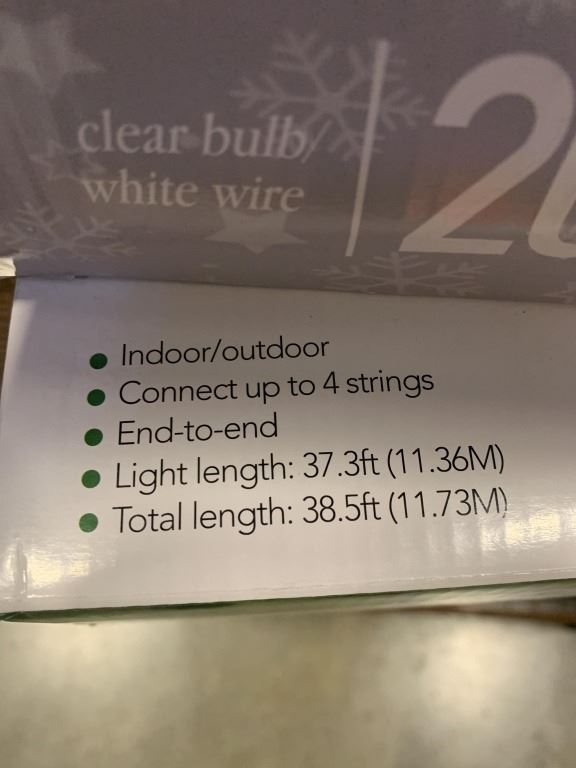 clear bulb/
white wire
2
• Indoor/outdoor
• Connect up to 4 strings
• End-to-end
• Light length: 37.3ft (11.36M)
• Total length: 38.5ft (11.73M)